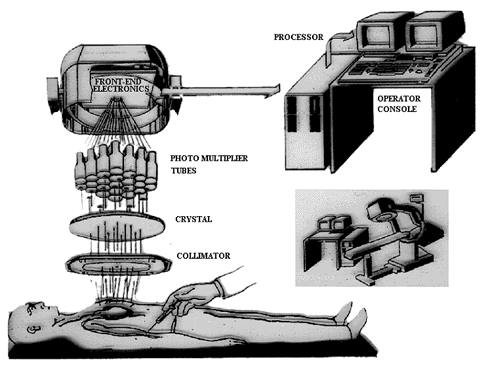 PROCESSOR
FRONT-END
ELECTRONICS
OPERATOR
CONSOLE
PHOTO MULTIPLIER
TUBES
CRYSTAL
COLLIMATOR